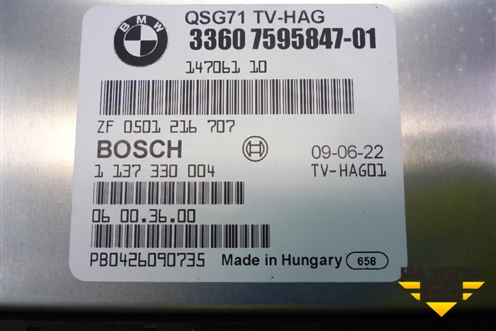 BMW
QSG71 TV-HAG
3360 7595847-01
147061 10
ZF 0501 216 707
BOSCH
09-06-22
1 137 330 004
TV-HAG01
06 00.36.00
PB0426090735
Made in Hungary 658